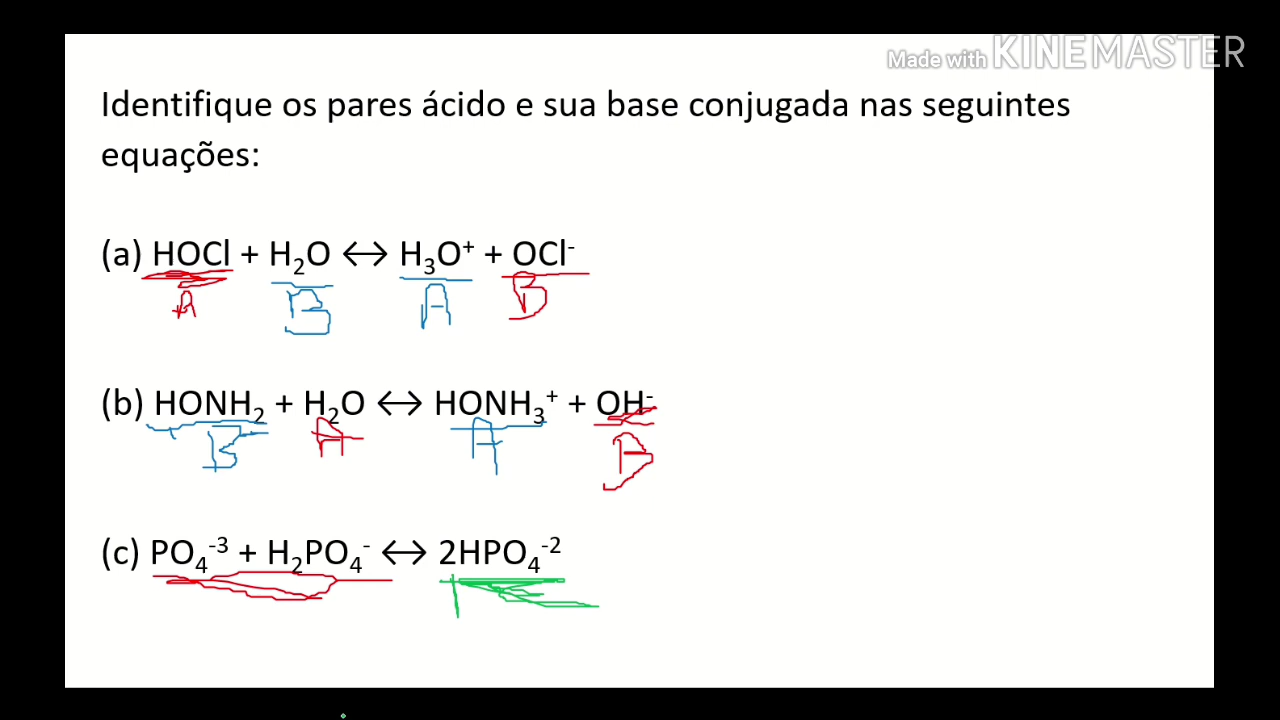 Made with KINEMASTER
Identifique os pares ácido e sua base conjugada nas seguintes
equações:
(a) HOCl + H₂O ↔ H₃O⁺ + OCl⁻
A B A B
(b) HONH₂ + H₂O ↔ HONH₃⁺ + OH⁻
B A A B
(c) PO₄⁻³ + H₂PO₄⁻ ↔ 2HPO₄⁻²